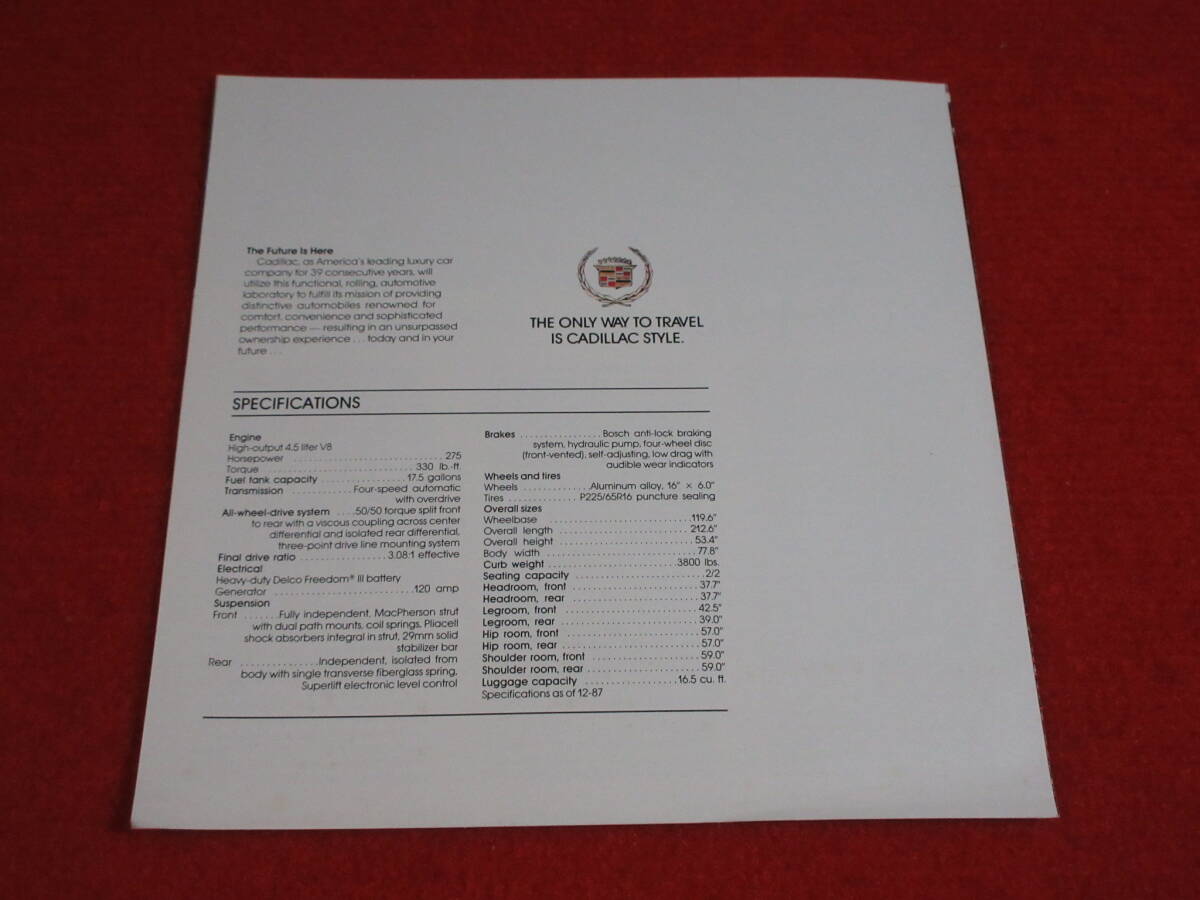 The Future Is Here
Cadillac, as America's leading luxury car
company for 39 consecutive years, will
utilize this functional, rolling, automotive
laboratory to fulfill its mission of providing
distinctive automobiles renowned for
comfort, convenience and sophisticated
performance — resulting in an unsurpassed
ownership experience . . . today and in your
future . . .
THE ONLY WAY TO TRAVEL
IS CADILLAC STYLE.
SPECIFICATIONS
Engine
High-output 4.5 liter V8
Horsepower . . . . . . . . . . . . . . . . . . . . . . . . . 275
Torque . . . . . . . . . . . . . . . . . . . . . . . . . 330 lb.-ft.
Fuel tank capacity . . . . . . . . . . . . . . 17.5 gallons
Transmission . . . . . . . . . . . Four-speed automatic
with overdrive
All-wheel-drive system . . . . 50/50 torque split front
to rear with a viscous coupling across center
differential and isolated rear differential,
three-point drive line mounting system
Final drive ratio . . . . . . . . . . . . . . 3.08:1 effective
Electrical
Heavy-duty Delco Freedom® III battery
Generator . . . . . . . . . . . . . . . . . . . . . . . 120 amp
Suspension
Front . . . . . . . Fully independent, MacPherson strut
with dual path mounts, coil springs, Pliacell
shock absorbers integral in strut, 29mm solid
stabilizer bar
Rear . . . . . . . . . . . . . . . Independent, isolated from
body with single transverse fiberglass spring,
Superlift electronic level control
Brakes . . . . . . . . . . . . . . . . . Bosch anti-lock braking
system, hydraulic pump, four-wheel disc
(front-vented), self-adjusting, low drag with
audible wear indicators
Wheels and tires
Wheels . . . . . . . . . . . . . . . Aluminum alloy, 16" × 6.0"
Tires . . . . . . . . . . . . . . P225/65R16 puncture sealing
Overall sizes
Wheelbase . . . . . . . . . . . . . . . . . . . . . . . . 119.6"
Overall length . . . . . . . . . . . . . . . . . . . . . . 212.6"
Overall height . . . . . . . . . . . . . . . . . . . . . . 53.4"
Body width . . . . . . . . . . . . . . . . . . . . . . . . 77.8"
Curb weight . . . . . . . . . . . . . . . . . . . . . 3800 lbs.
Seating capacity . . . . . . . . . . . . . . . . . . . . . 2/2
Headroom, front . . . . . . . . . . . . . . . . . . . . 37.7"
Headroom, rear . . . . . . . . . . . . . . . . . . . . . 37.7"
Legroom, front . . . . . . . . . . . . . . . . . . . . . 42.5"
Legroom, rear . . . . . . . . . . . . . . . . . . . . . . 39.0"
Hip room, front . . . . . . . . . . . . . . . . . . . . . 57.0"
Hip room, rear . . . . . . . . . . . . . . . . . . . . . . 57.0"
Shoulder room, front . . . . . . . . . . . . . . . . . 59.0"
Shoulder room, rear . . . . . . . . . . . . . . . . . . 59.0"
Luggage capacity . . . . . . . . . . . . . . . . 16.5 cu. ft.
Specifications as of 12-87